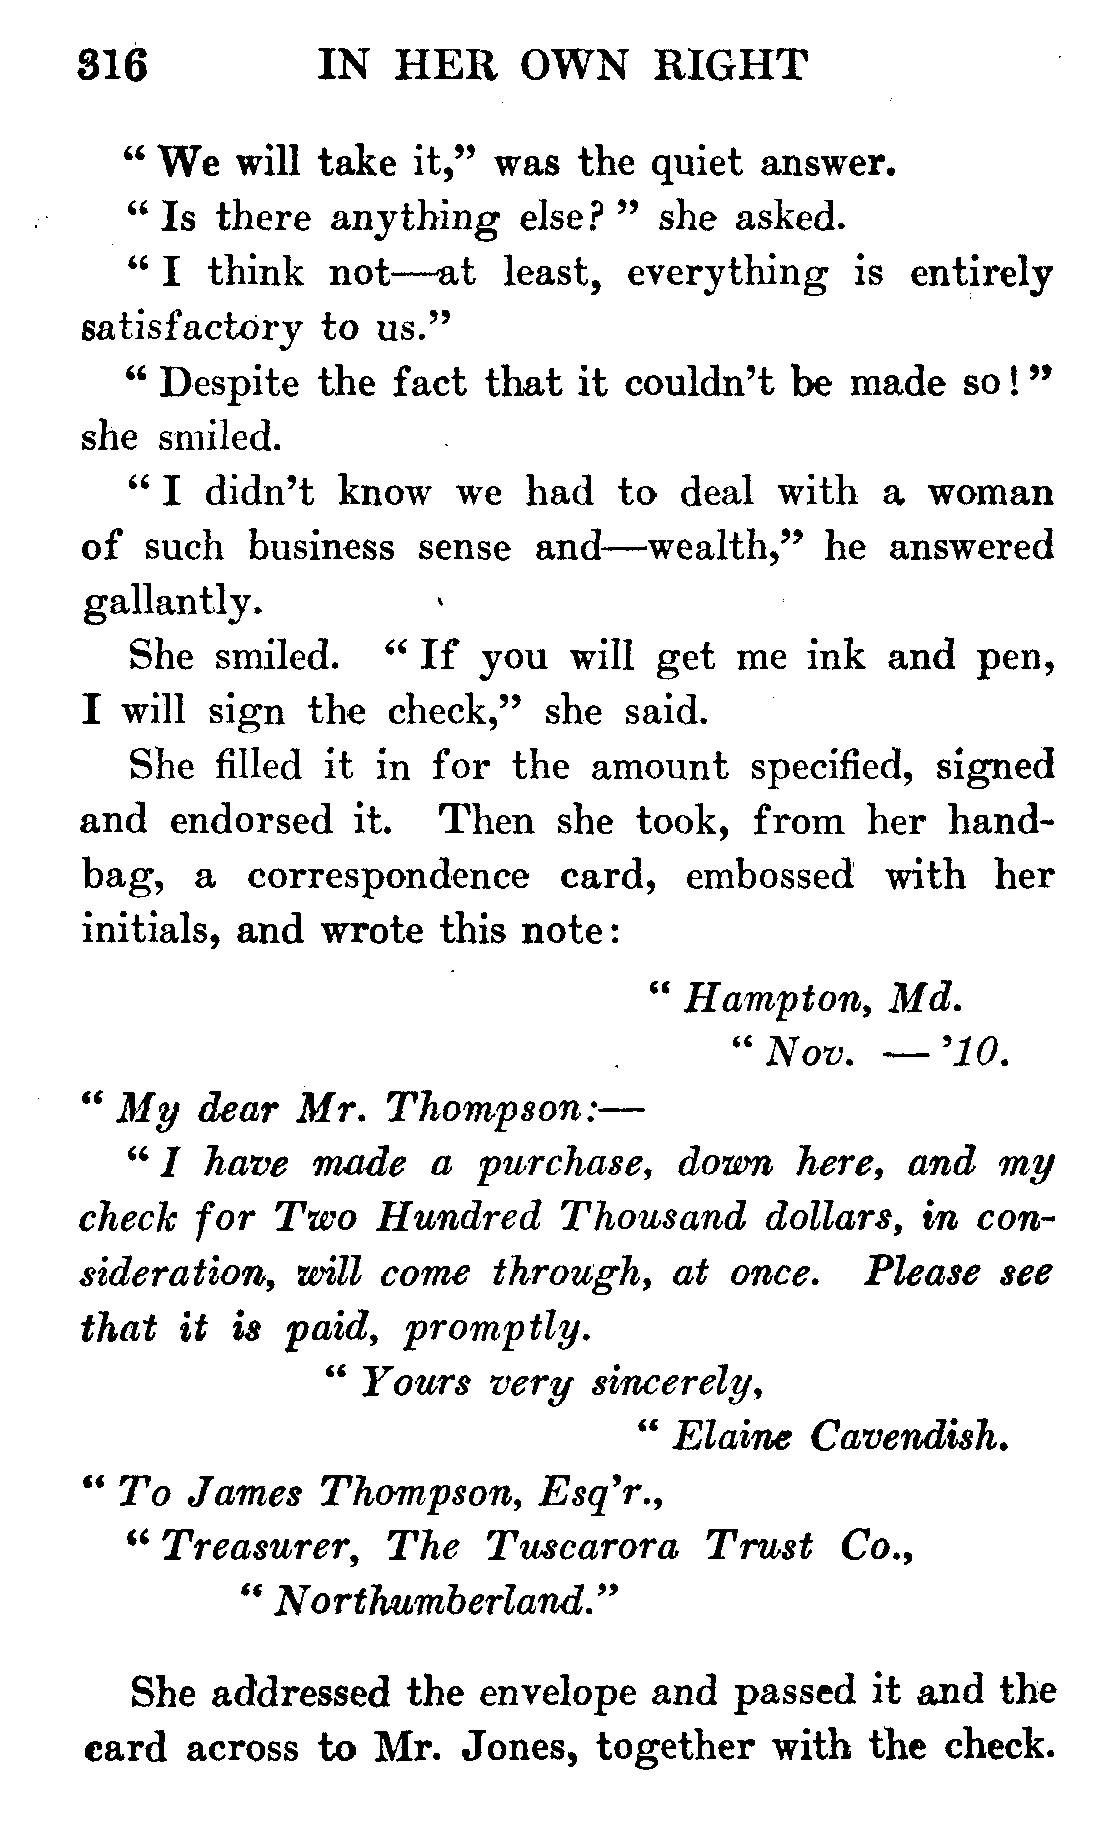 316 IN HER OWN RIGHT
“ We will take it,” was the quiet answer.
“ Is there anything else? ” she asked.
“ I think not—at least, everything is entirely
satisfactory to us.”
“ Despite the fact that it couldn’t be made so! ”
she smiled.
“ I didn’t know we had to deal with a woman
of such business sense and—wealth,” he answered
gallantly.
She smiled. “ If you will get me ink and pen,
I will sign the check,” she said.
She filled it in for the amount specified, signed
and endorsed it. Then she took, from her hand-
bag, a correspondence card, embossed with her
initials, and wrote this note:
“ Hampton, Md.
“ Nov. — ’10.
“ My dear Mr. Thompson:—
“ I have made a purchase, down here, and my
check for Two Hundred Thousand dollars, in con-
sideration, will come through, at once. Please see
that it is paid, promptly.
“ Yours very sincerely,
“ Elaine Cavendish.
“ To James Thompson, Esq’r.,
“ Treasurer, The Tuscarora Trust Co.,
“ Northumberland.”
She addressed the envelope and passed it and the
card across to Mr. Jones, together with the check.